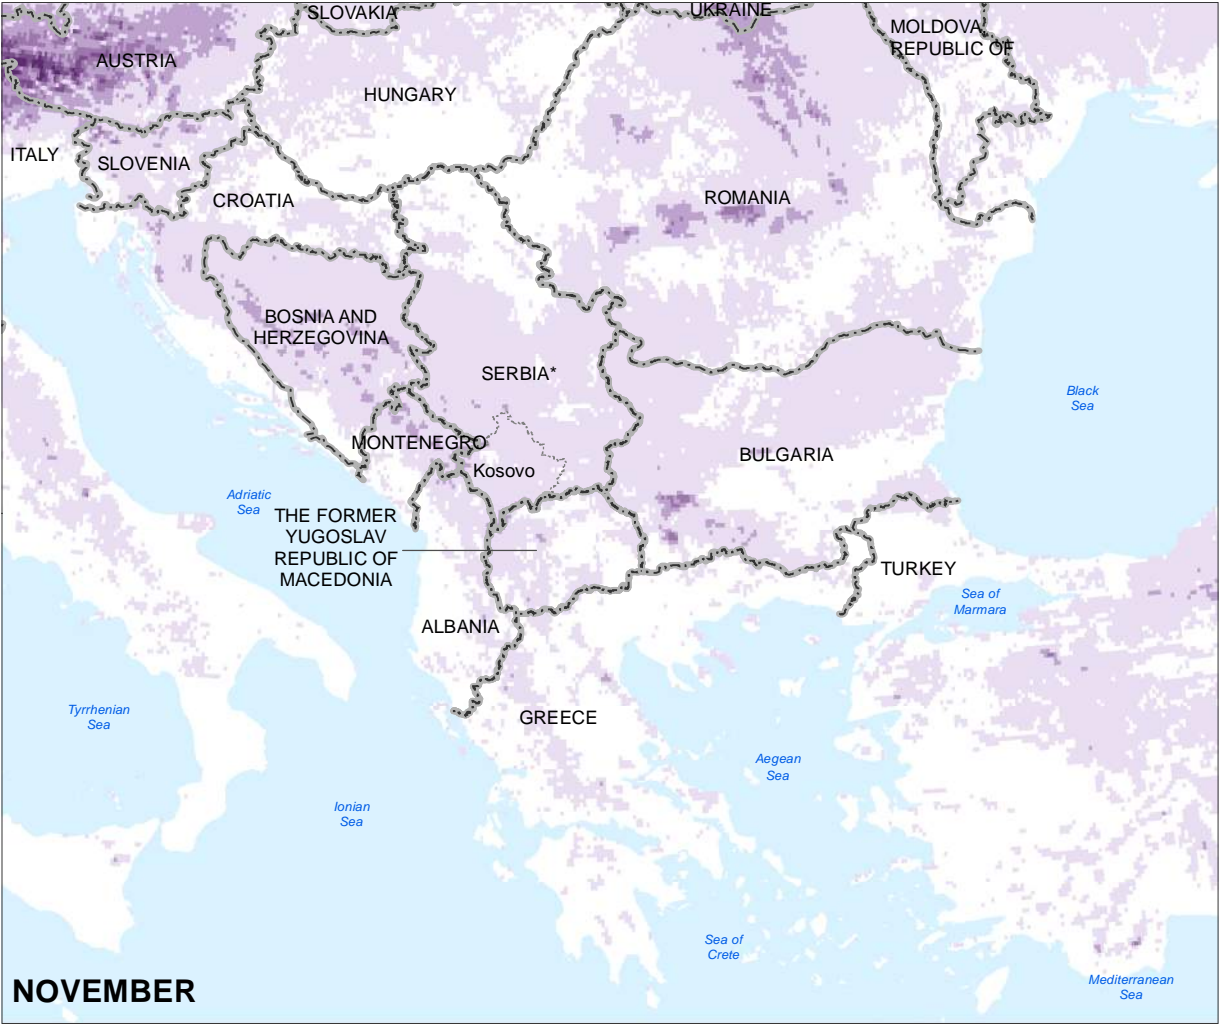 SLOVAKIA
UKRAINE
MOLDOVA,
REPUBLIC OF
AUSTRIA
HUNGARY
ITALY
SLOVENIA
CROATIA
ROMANIA
BOSNIA AND
HERZEGOVINA
SERBIA*
Black
Sea
MONTENEGRO
Kosovo
BULGARIA
Adriatic
Sea
THE FORMER
YUGOSLAV
REPUBLIC OF
MACEDONIA
TURKEY
Sea of
Marmara
ALBANIA
Tyrrhenian
Sea
GREECE
Aegean
Sea
Ionian
Sea
Sea of
Crete
Mediterranean
Sea
NOVEMBER